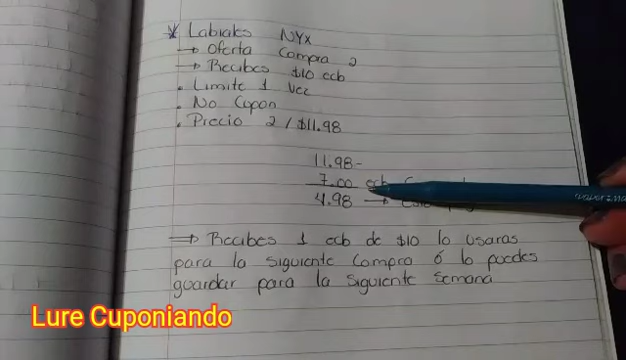 * Labiales NYX
→ Oferta Compra 2
→ Recibes $10 ecb
. Limite 1 vez
. No Cupon
. Precio 2 / $11.98
11.98 -
7.00 ecb
4.98 →
⇒ Recibes 1 ecb de $10 lo usaras
para la siguiente compra ó lo puedes
guardar para la siguiente semana
Lure Cuponiando